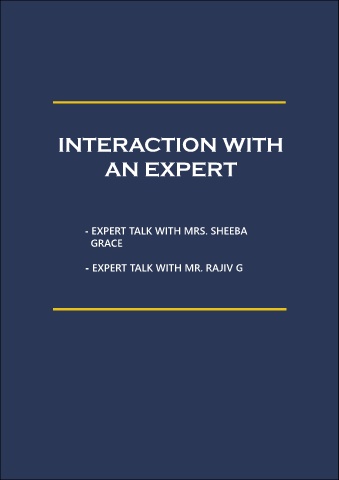 INTERACTION WITH
AN EXPERT
- EXPERT TALK WITH MRS. SHEEBA
GRACE
- EXPERT TALK WITH MR. RAJIV G